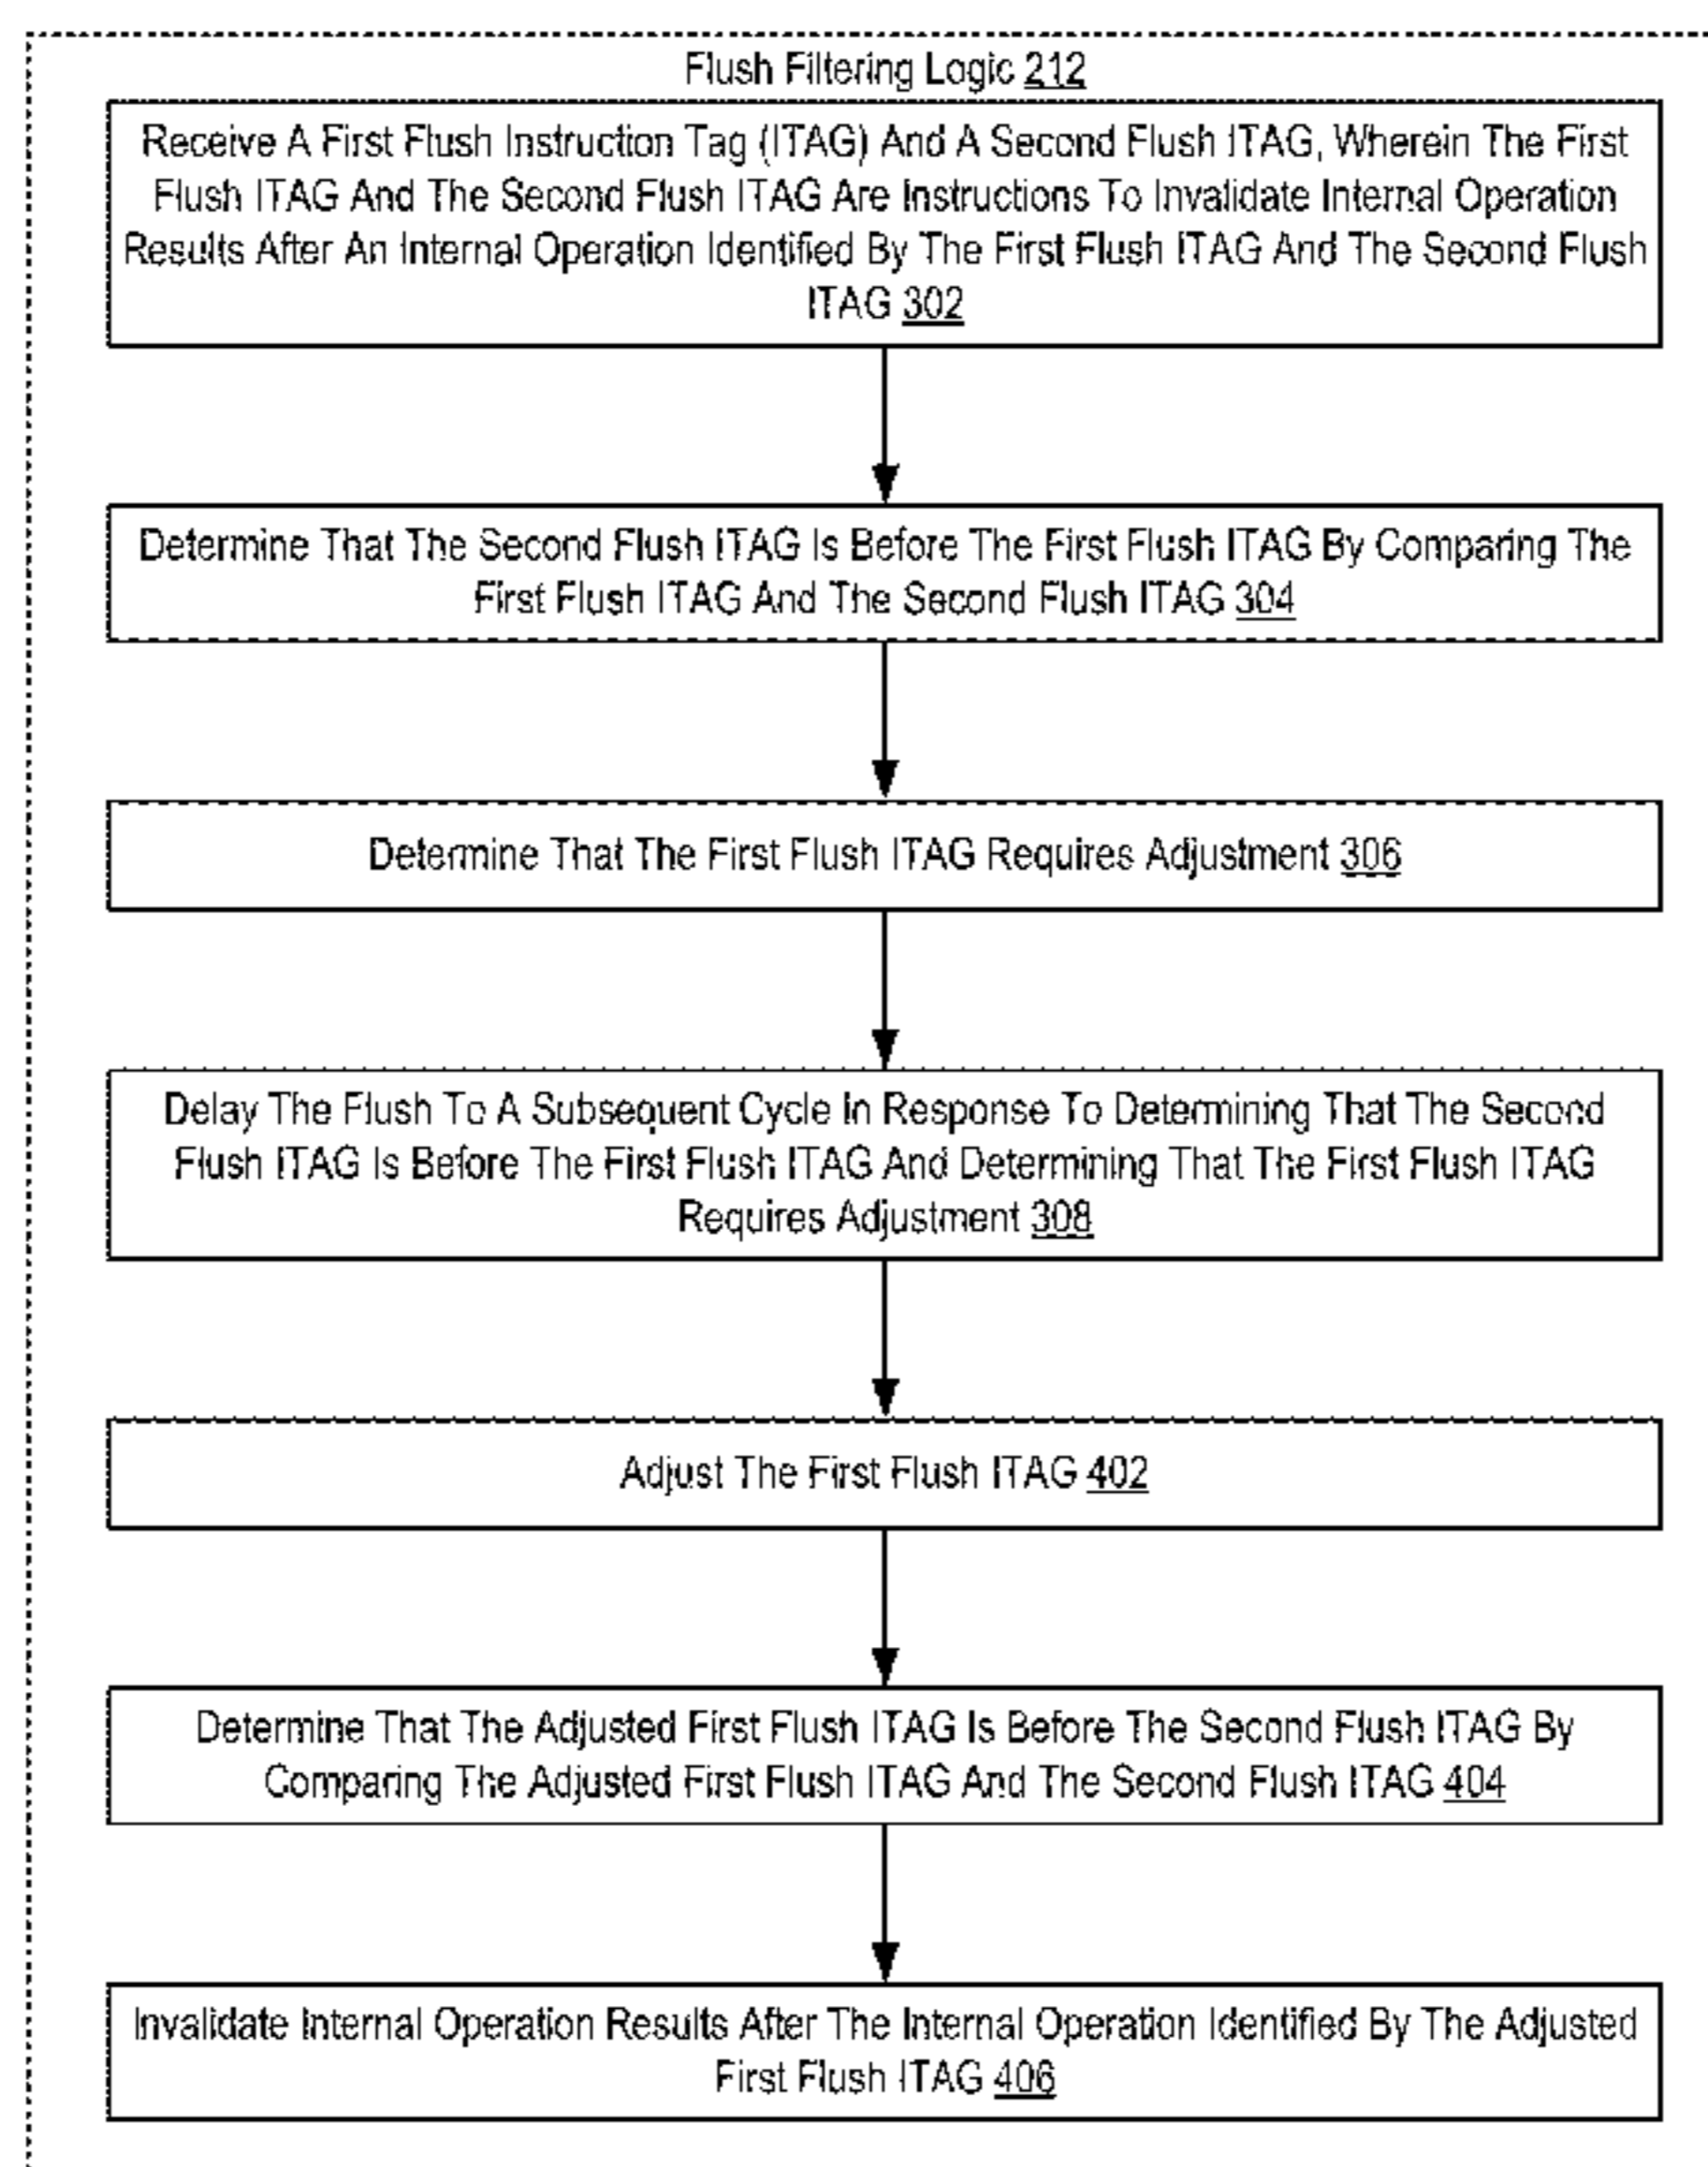 Flush Filtering Logic 212
Receive A First Flush Instruction Tag (ITAG) And A Second Flush ITAG, Wherein The First
Flush ITAG And The Second Flush ITAG Are Instructions To Invalidate Internal Operation
Results After An Internal Operation Identified By The First Flush ITAG And The Second Flush
ITAG 302
Determine That The Second Flush ITAG Is Before The First Flush ITAG By Comparing The
First Flush ITAG And The Second Flush ITAG 304
Determine That The First Flush ITAG Requires Adjustment 306
Delay The Flush To A Subsequent Cycle In Response To Determining That The Second
Flush ITAG Is Before The First Flush ITAG And Determining That The First Flush ITAG
Requires Adjustment 308
Adjust The First Flush ITAG 402
Determine That The Adjusted First Flush ITAG Is Before The Second Flush ITAG By
Comparing The Adjusted First Flush ITAG And The Second Flush ITAG 404
Invalidate Internal Operation Results After The Internal Operation Identified By The Adjusted
First Flush ITAG 406